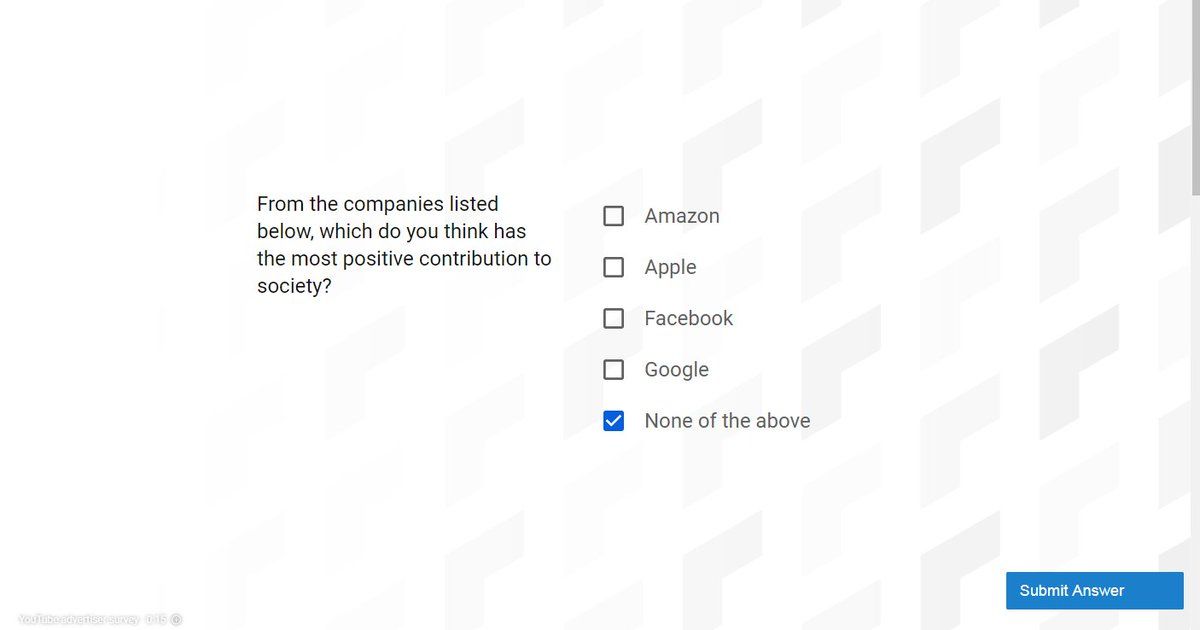 From the companies listed
below, which do you think has
the most positive contribution to
society?
Amazon
Apple
Facebook
Google
None of the above
Submit Answer
YouTube advertiser survey · 0:15